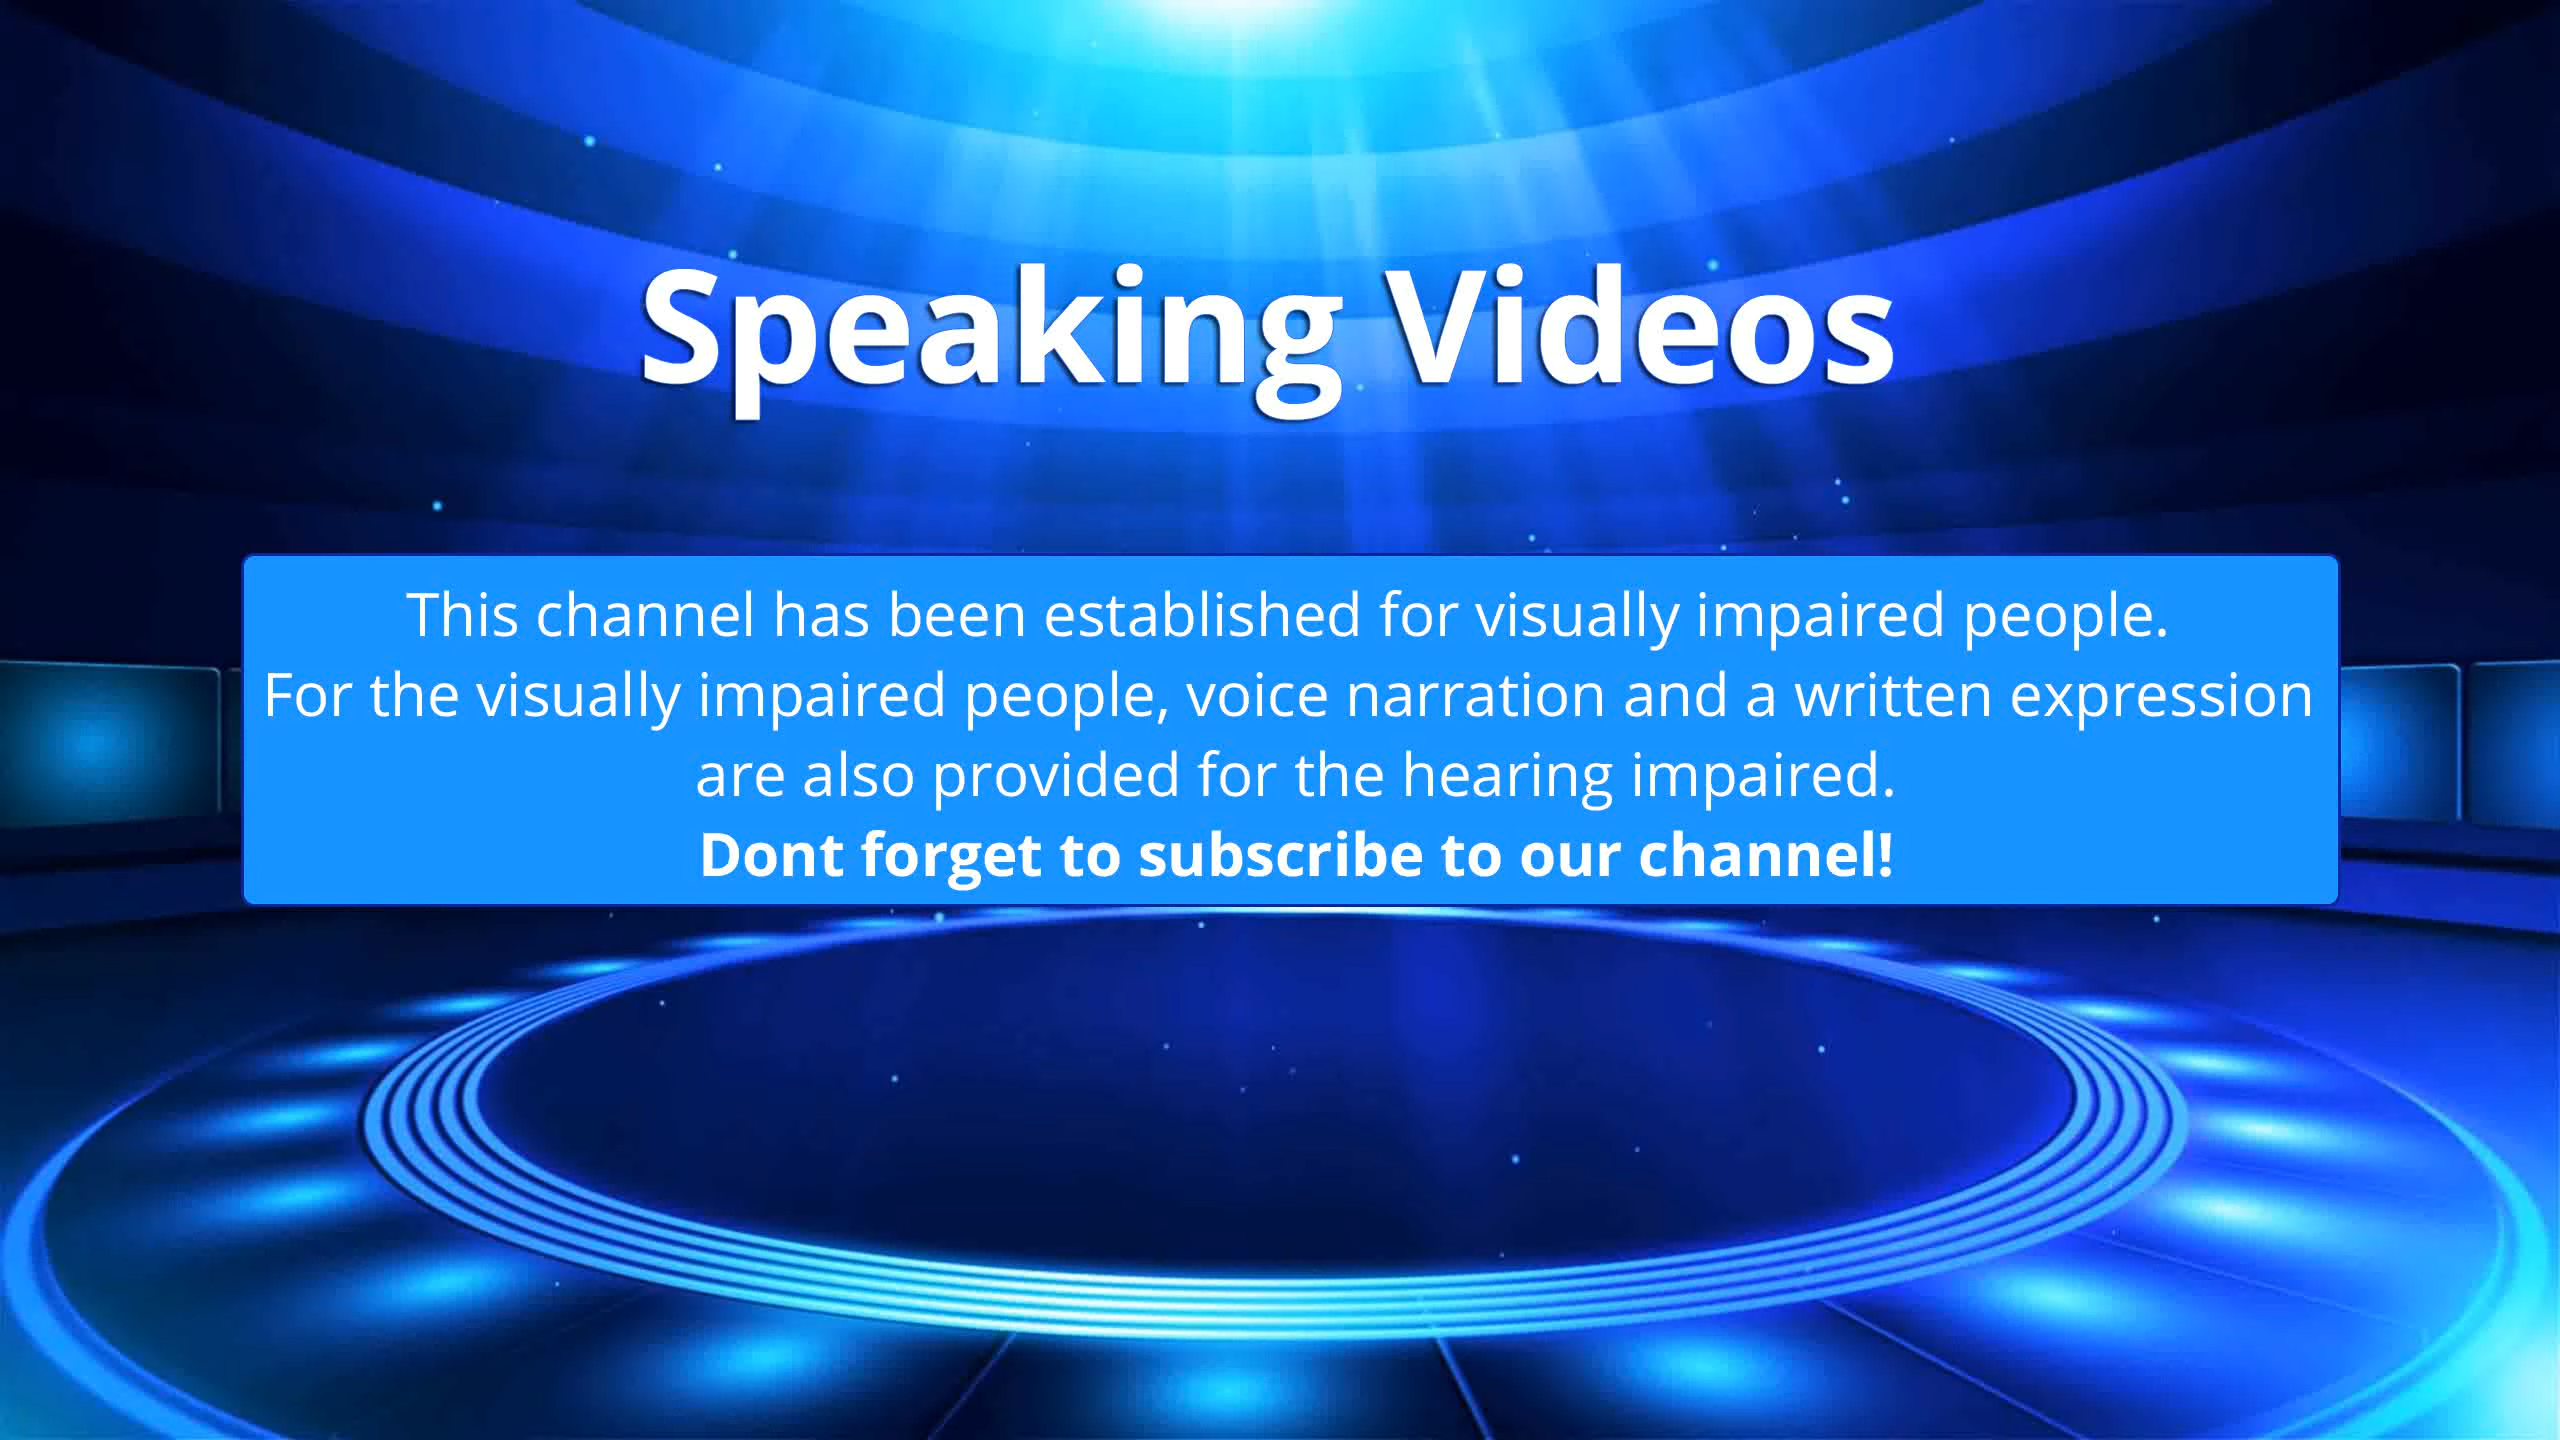 Speaking Videos
This channel has been established for visually impaired people.
For the visually impaired people, voice narration and a written expression
are also provided for the hearing impaired.
Dont forget to subscribe to our channel!